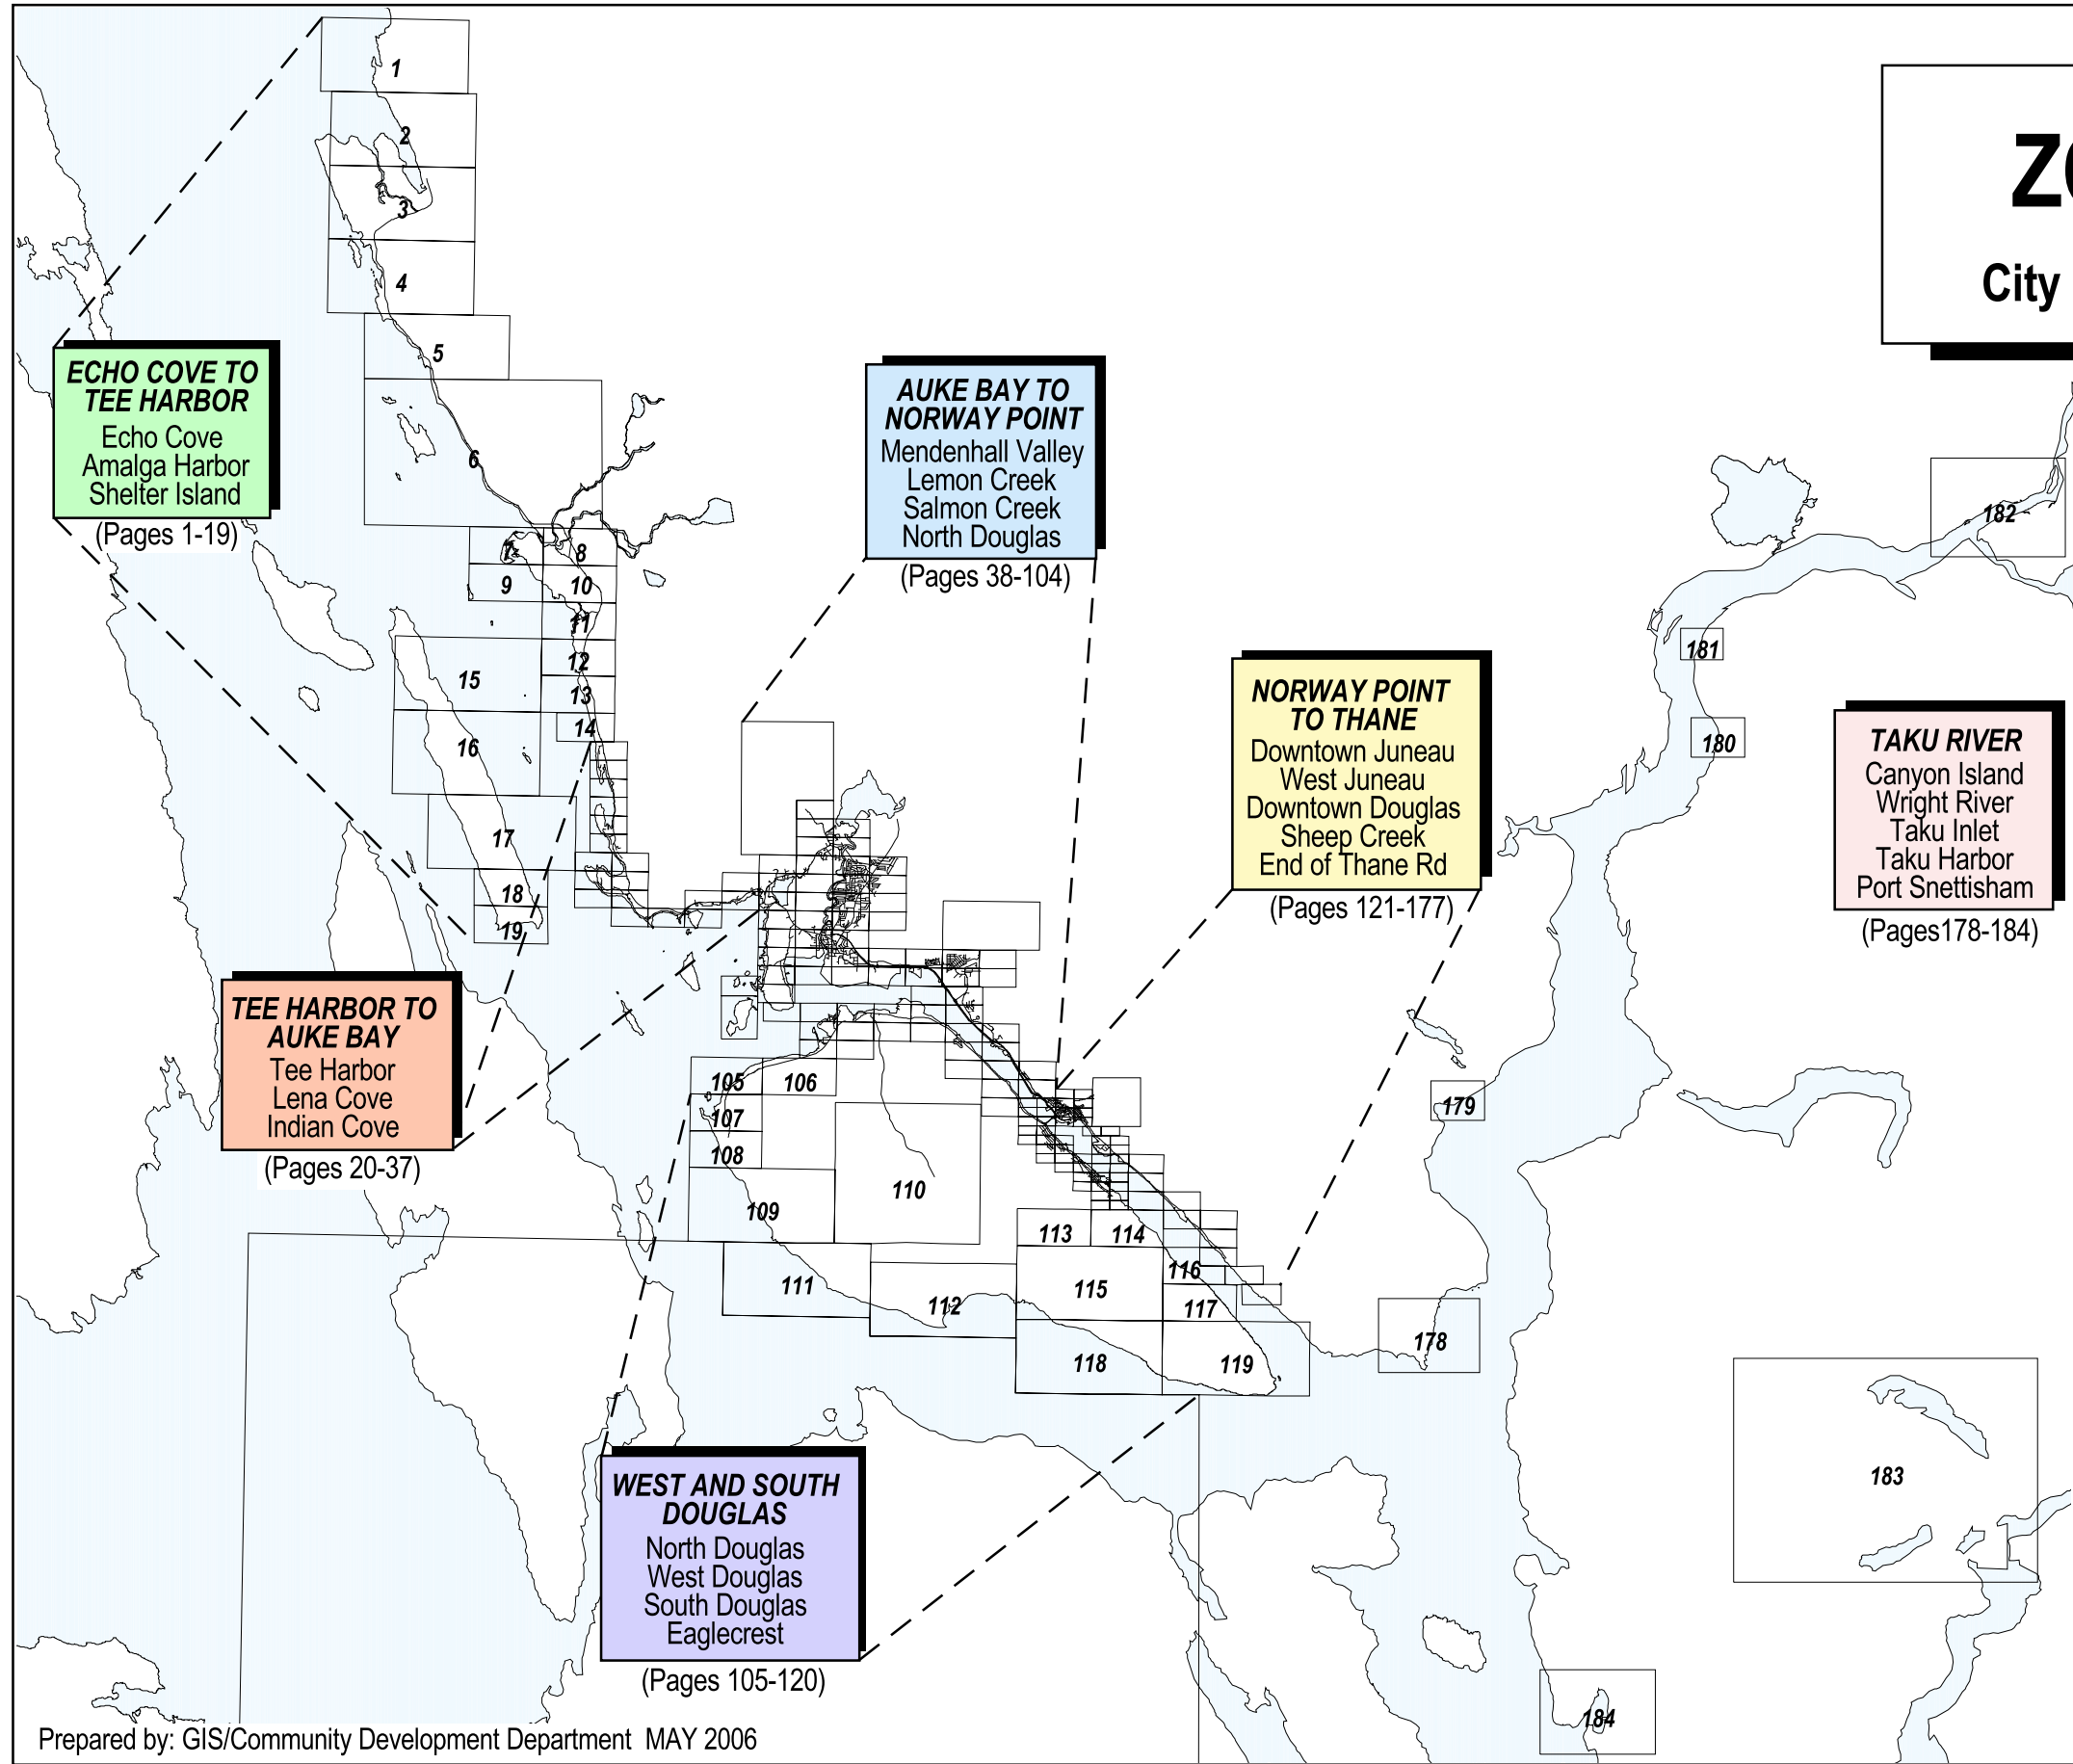 1
2
3
4
5
6
7
8
9
10
11
12
13
14
15
16
17
18
19
ECHO COVE TO
TEE HARBOR
Echo Cove
Amalga Harbor
Shelter Island
(Pages 1-19)
AUKE BAY TO
NORWAY POINT
Mendenhall Valley
Lemon Creek
Salmon Creek
North Douglas
(Pages 38-104)
NORWAY POINT
TO THANE
Downtown Juneau
West Juneau
Downtown Douglas
Sheep Creek
End of Thane Rd
(Pages 121-177)
TAKU RIVER
Canyon Island
Wright River
Taku Inlet
Taku Harbor
Port Snettisham
(Pages178-184)
TEE HARBOR TO
AUKE BAY
Tee Harbor
Lena Cove
Indian Cove
(Pages 20-37)
WEST AND SOUTH
DOUGLAS
North Douglas
West Douglas
South Douglas
Eaglecrest
(Pages 105-120)
City
105
106
107
108
109
110
111
112
113
114
115
116
117
118
119
178
179
180
181
182
183
184
Prepared by: GIS/Community Development Department MAY 2006